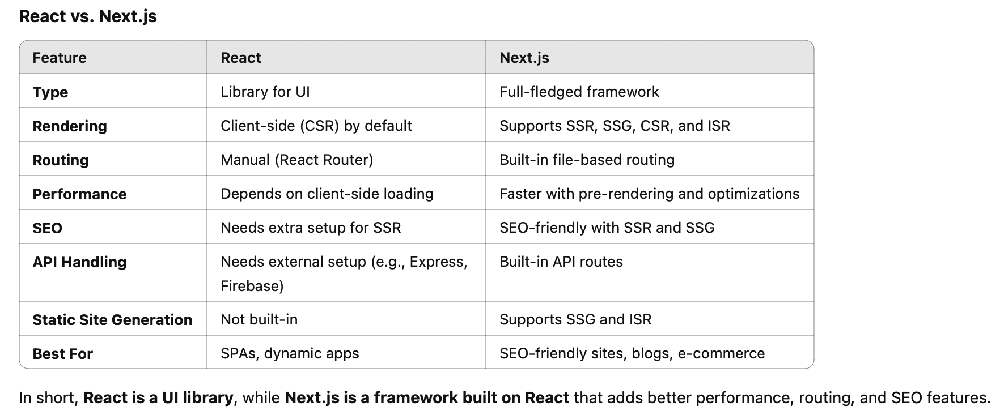 React vs. Next.js
Feature React Next.js
Type Library for UI Full-fledged framework
Rendering Client-side (CSR) by default Supports SSR, SSG, CSR, and ISR
Routing Manual (React Router) Built-in file-based routing
Performance Depends on client-side loading Faster with pre-rendering and optimizations
SEO Needs extra setup for SSR SEO-friendly with SSR and SSG
API Handling Needs external setup (e.g., Express, Built-in API routes
Firebase)
Static Site Generation Not built-in Supports SSG and ISR
Best For SPAs, dynamic apps SEO-friendly sites, blogs, e-commerce
In short, React is a UI library, while Next.js is a framework built on React that adds better performance, routing, and SEO features.